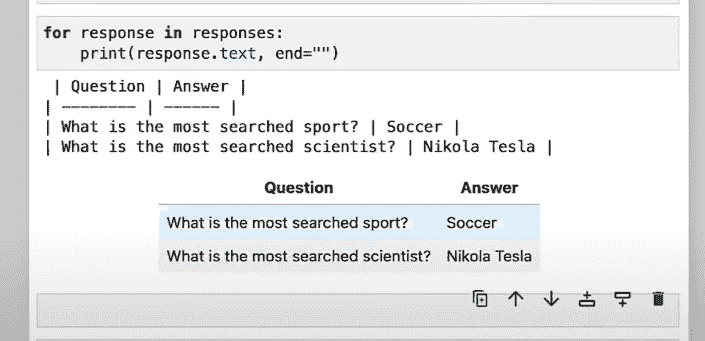 for response in responses:
    print(response.text, end="")
| Question | Answer |
| -------- | ------ |
| What is the most searched sport? | Soccer |
| What is the most searched scientist? | Nikola Tesla |
Question Answer
What is the most searched sport? Soccer
What is the most searched scientist? Nikola Tesla